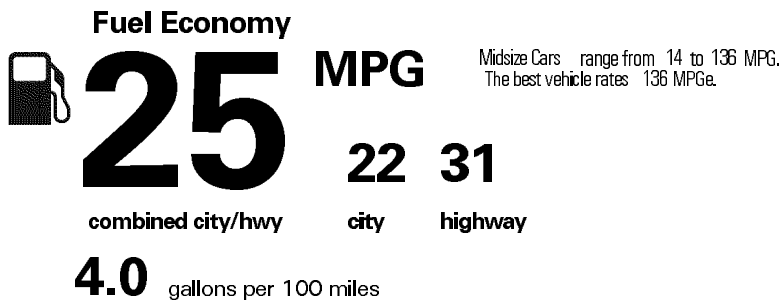 Fuel Economy
25 MPG
Midsize Cars range from 14 to 136 MPG.
The best vehicle rates 136 MPGe.
22 31
combined city/hwy city highway
4.0 gallons per 100 miles